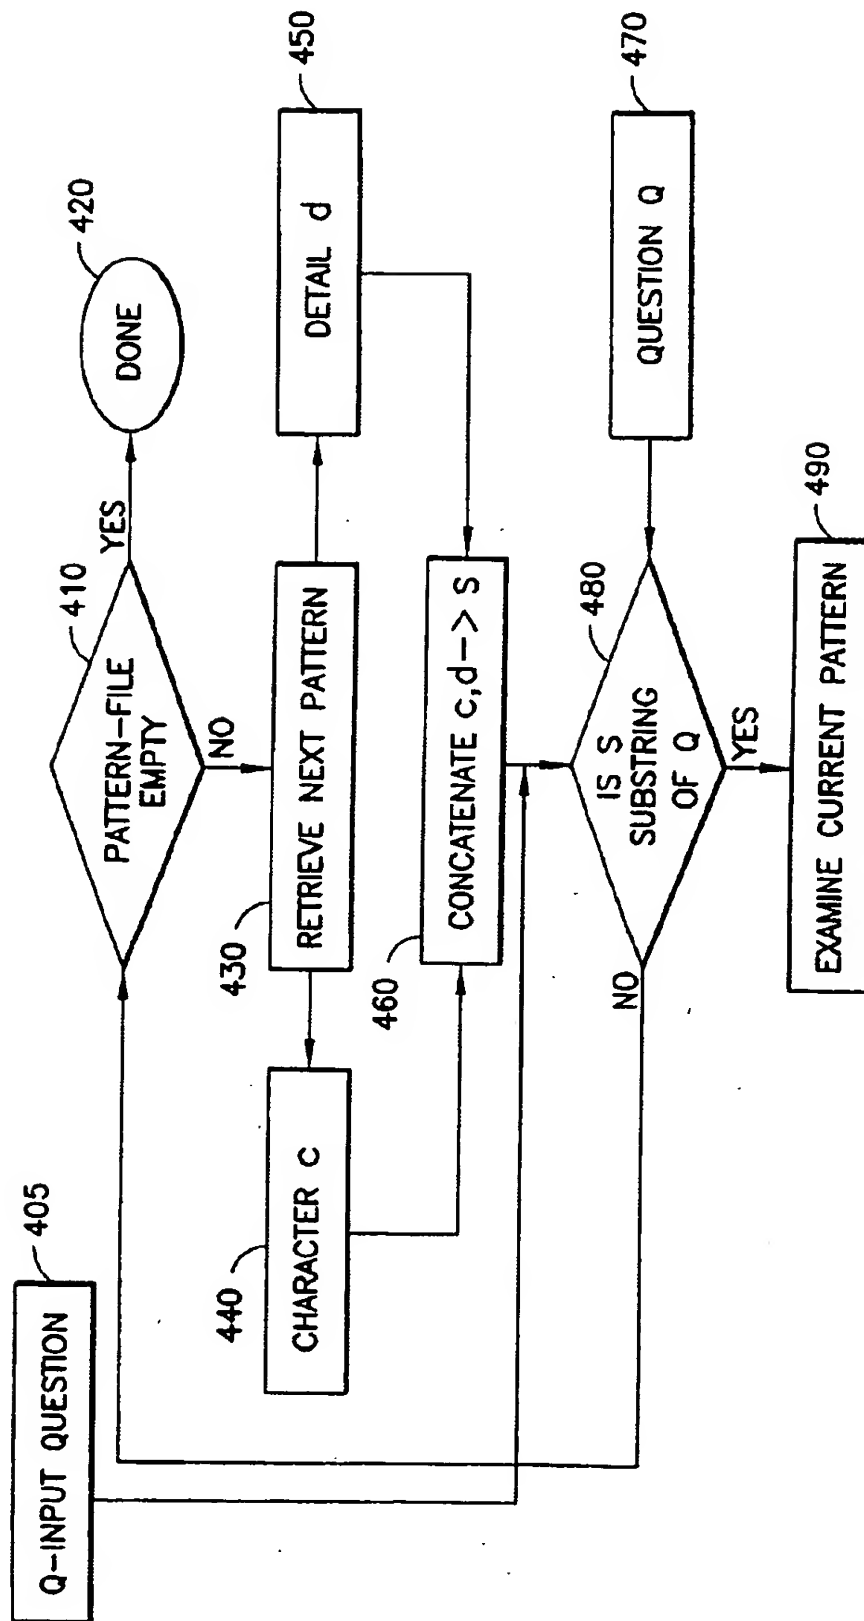 Q-INPUT QUESTION
405
PATTERN-FILE
EMPTY
410
YES
DONE
420
NO
RETRIEVE NEXT PATTERN
430
CHARACTER c
440
DETAIL d
450
CONCATENATE c,d-> S
460
QUESTION Q
470
IS S
SUBSTRING
OF Q
480
NO
YES
EXAMINE CURRENT PATTERN
490